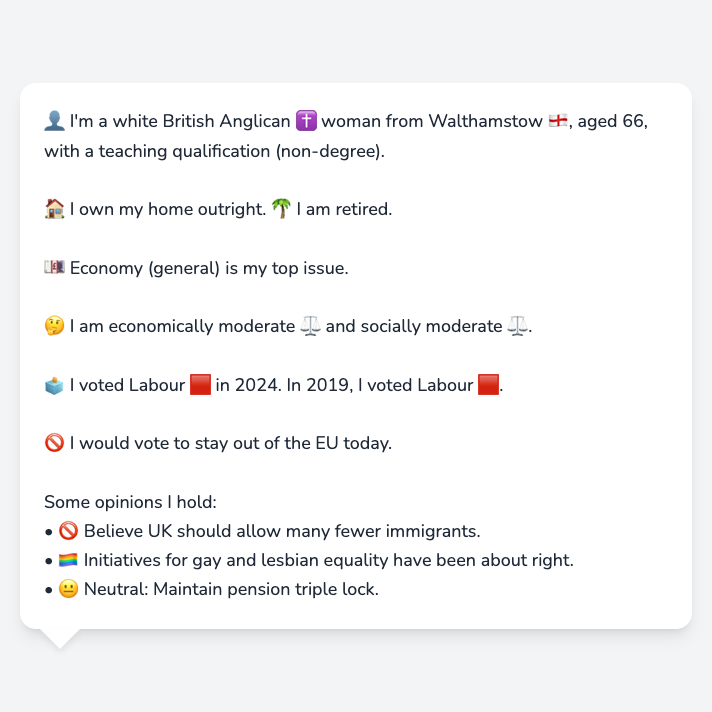 👤 I'm a white British Anglican ✝️ woman from Walthamstow 🏴󠁧󠁢󠁥󠁮󠁧󠁿, aged 66,
with a teaching qualification (non-degree).
🏠 I own my home outright. 🌴 I am retired.
💷 Economy (general) is my top issue.
🤔 I am economically moderate ⚖️ and socially moderate ⚖️.
🗳️ I voted Labour 🟥 in 2024. In 2019, I voted Labour 🟥.
🚫 I would vote to stay out of the EU today.
Some opinions I hold:
• 🚫 Believe UK should allow many fewer immigrants.
• 🏳️‍🌈 Initiatives for gay and lesbian equality have been about right.
• 😐 Neutral: Maintain pension triple lock.